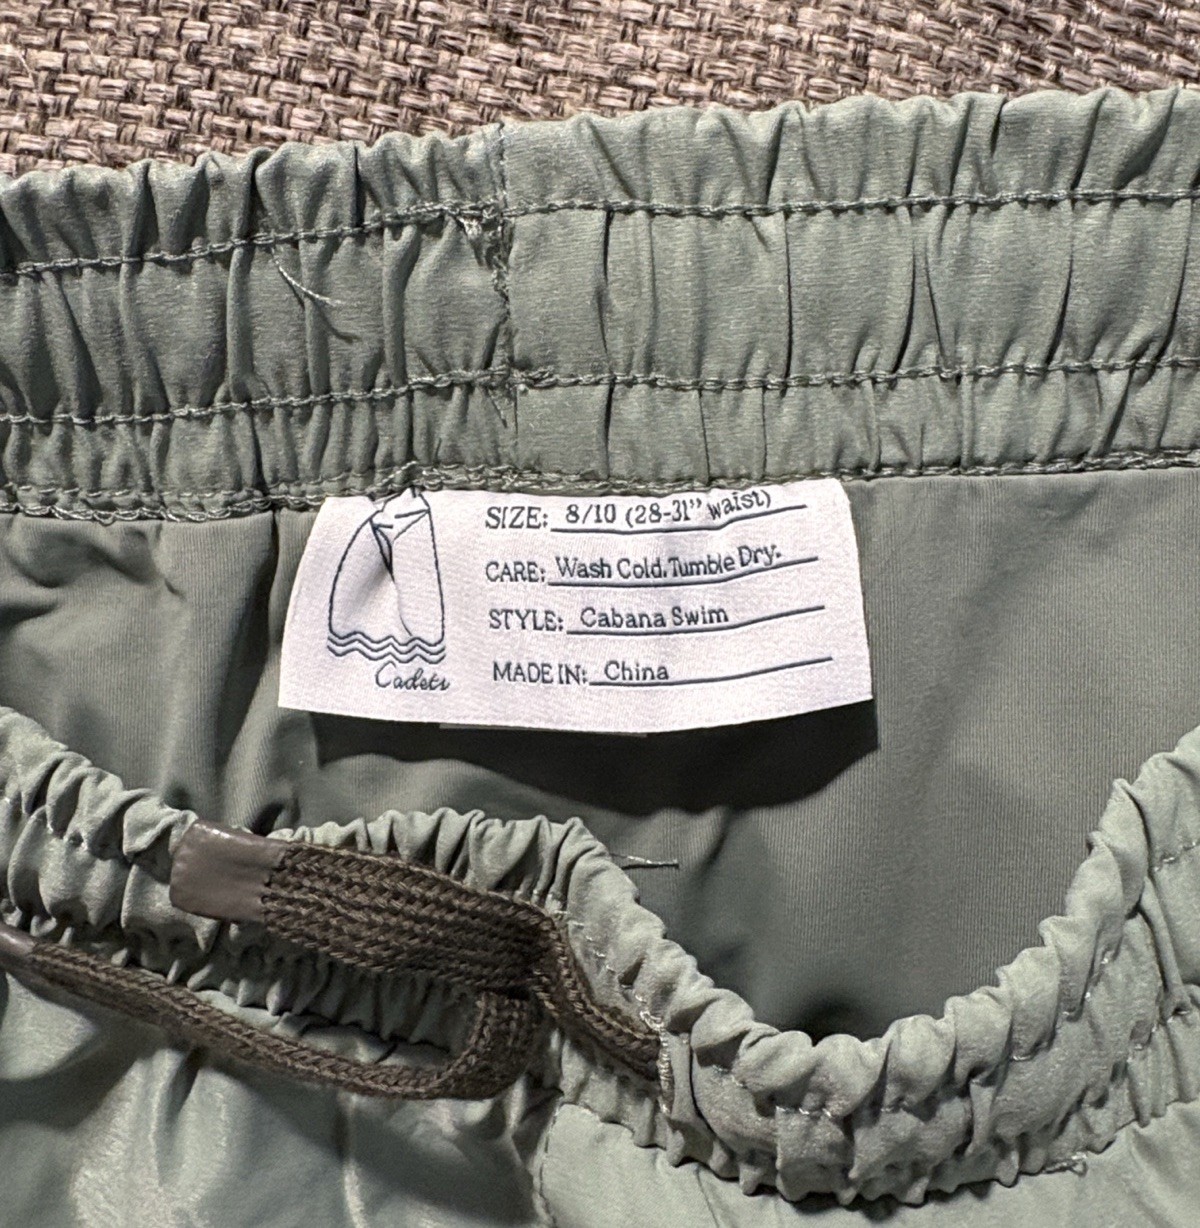 SIZE: 8/10 (28-31” waist)
CARE: Wash Cold. Tumble Dry.
STYLE: Cabana Swim
MADE IN: China
Cadets